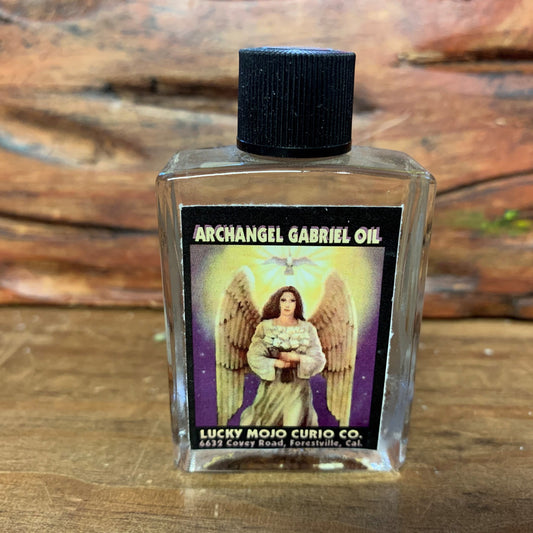 ARCHANGEL GABRIEL OIL
LUCKY MOJO CURIO CO.
6632 Covey Road, Forestville, Cal.